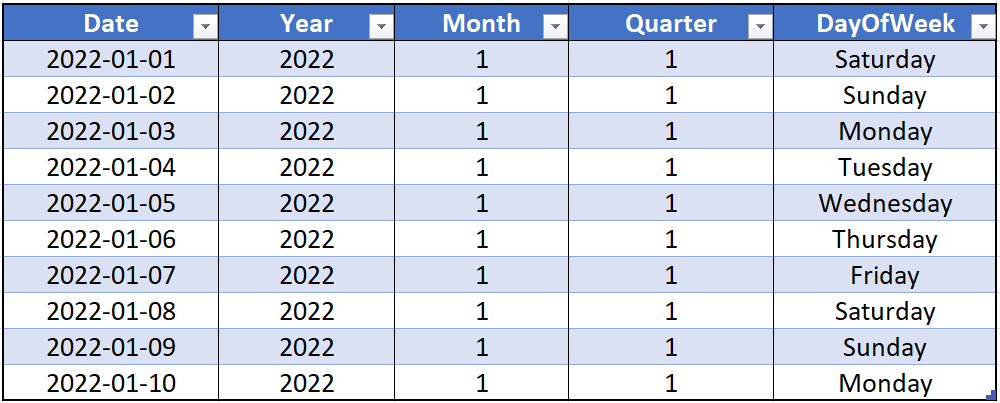 Date Year Month Quarter DayOfWeek
2022-01-01 2022 1 1 Saturday
2022-01-02 2022 1 1 Sunday
2022-01-03 2022 1 1 Monday
2022-01-04 2022 1 1 Tuesday
2022-01-05 2022 1 1 Wednesday
2022-01-06 2022 1 1 Thursday
2022-01-07 2022 1 1 Friday
2022-01-08 2022 1 1 Saturday
2022-01-09 2022 1 1 Sunday
2022-01-10 2022 1 1 Monday